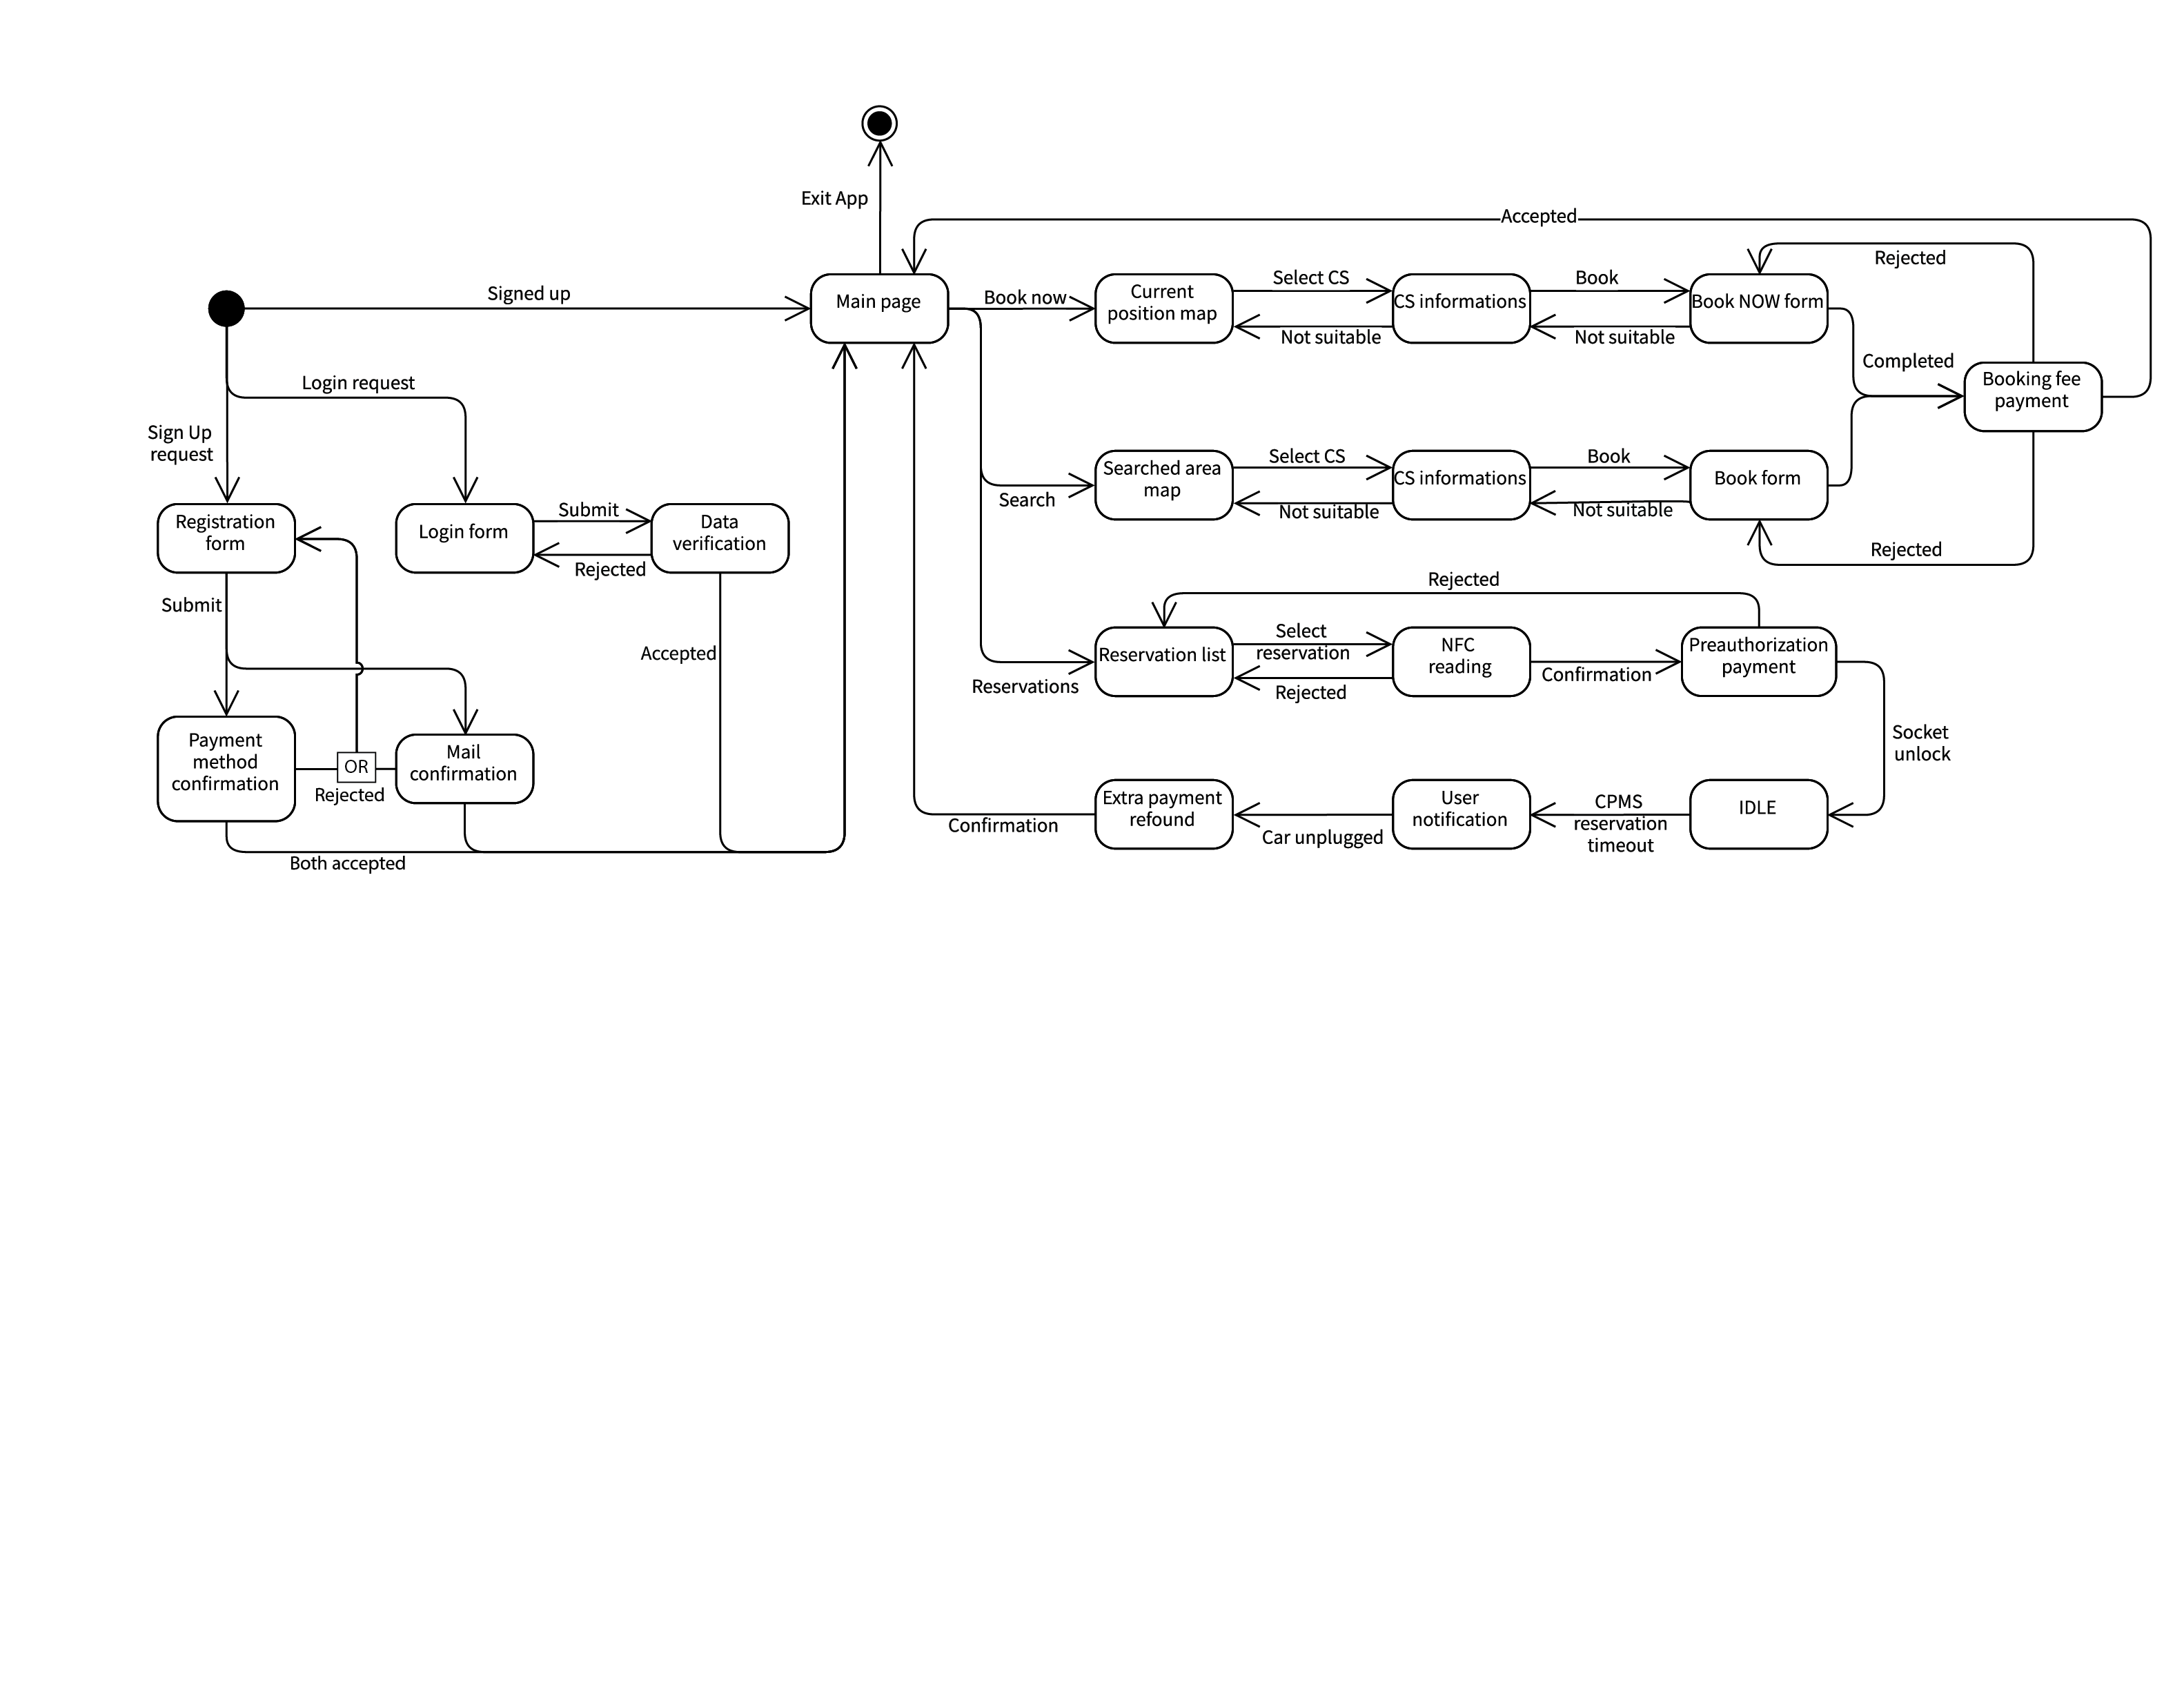 Exit App
Accepted
Rejected
Signed up
Main page
Book now
Current
position map
Select CS
Not suitable
CS informations
Book
Not suitable
Book NOW form
Completed
Booking fee
payment
Login request
Sign Up
request
Search
Searched area
map
Select CS
Not suitable
CS informations
Book
Not suitable
Book form
Rejected
Registration
form
Login form
Submit
Rejected
Data
verification
Submit
Accepted
Rejected
Reservations
Reservation list
Select
reservation
Rejected
NFC
reading
Confirmation
Preauthorization
payment
Socket
unlock
Payment
method
confirmation
OR
Rejected
Mail
confirmation
Both accepted
Confirmation
Extra payment
refound
Car unplugged
User
notification
CPMS
reservation
timeout
IDLE